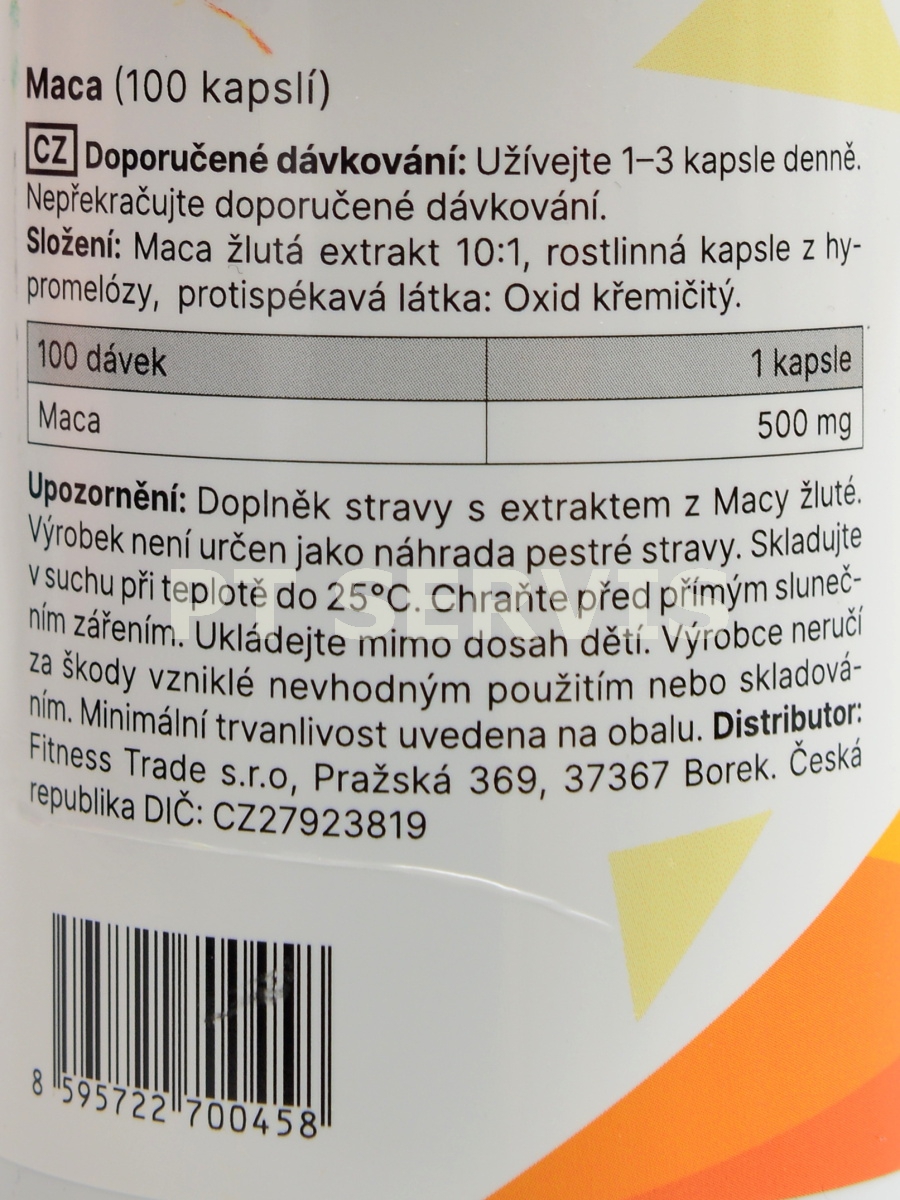 Maca (100 kapslí)
CZ Doporučené dávkování: Užívejte 1–3 kapsle denně.
Nepřekračujte doporučené dávkování.
Složení: Maca žlutá extrakt 10:1, rostlinná kapsle z hy-
promelózy, protispékavá látka: Oxid křemičitý.
100 dávek 1 kapsle
Maca 500 mg
Upozornění: Doplněk stravy s extraktem z Macy žluté.
Výrobek není určen jako náhrada pestré stravy. Skladujte
v suchu při teplotě do 25°C. Chraňte před přímým sluneč-
PT SERVIS
ním zářením. Ukládejte mimo dosah dětí. Výrobce neručí
za škody vzniklé nevhodným použitím nebo skladová-
ním. Minimální trvanlivost uvedena na obalu. Distributor:
Fitness Trade s.r.o, Pražská 369, 37367 Borek. Česká
republika DIČ: CZ27923819
8 595722 700458